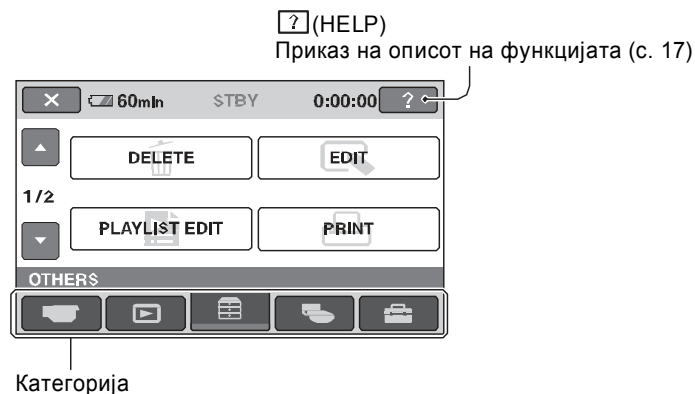 ? (HELP)
Приказ на описот на функцијата (с. 17)
60min STBY 0:00:00 ?
DELETE EDIT
1/2
PLAYLIST EDIT PRINT
OTHERS
Категорија